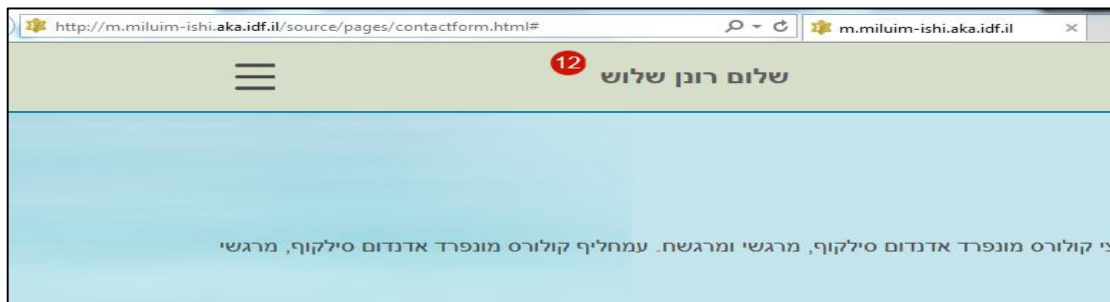 http://m.miluim-ishi.aka.idf.il/source/pages/contactform.html#
m.miluim-ishi.aka.idf.il
שלום רונן שלוש
12
קולורס מונפרד אדנדום סילקוף, מרגשי ומרגשח. עמחליף קולורס מונפרד אדנדום סילקוף, מרגשי